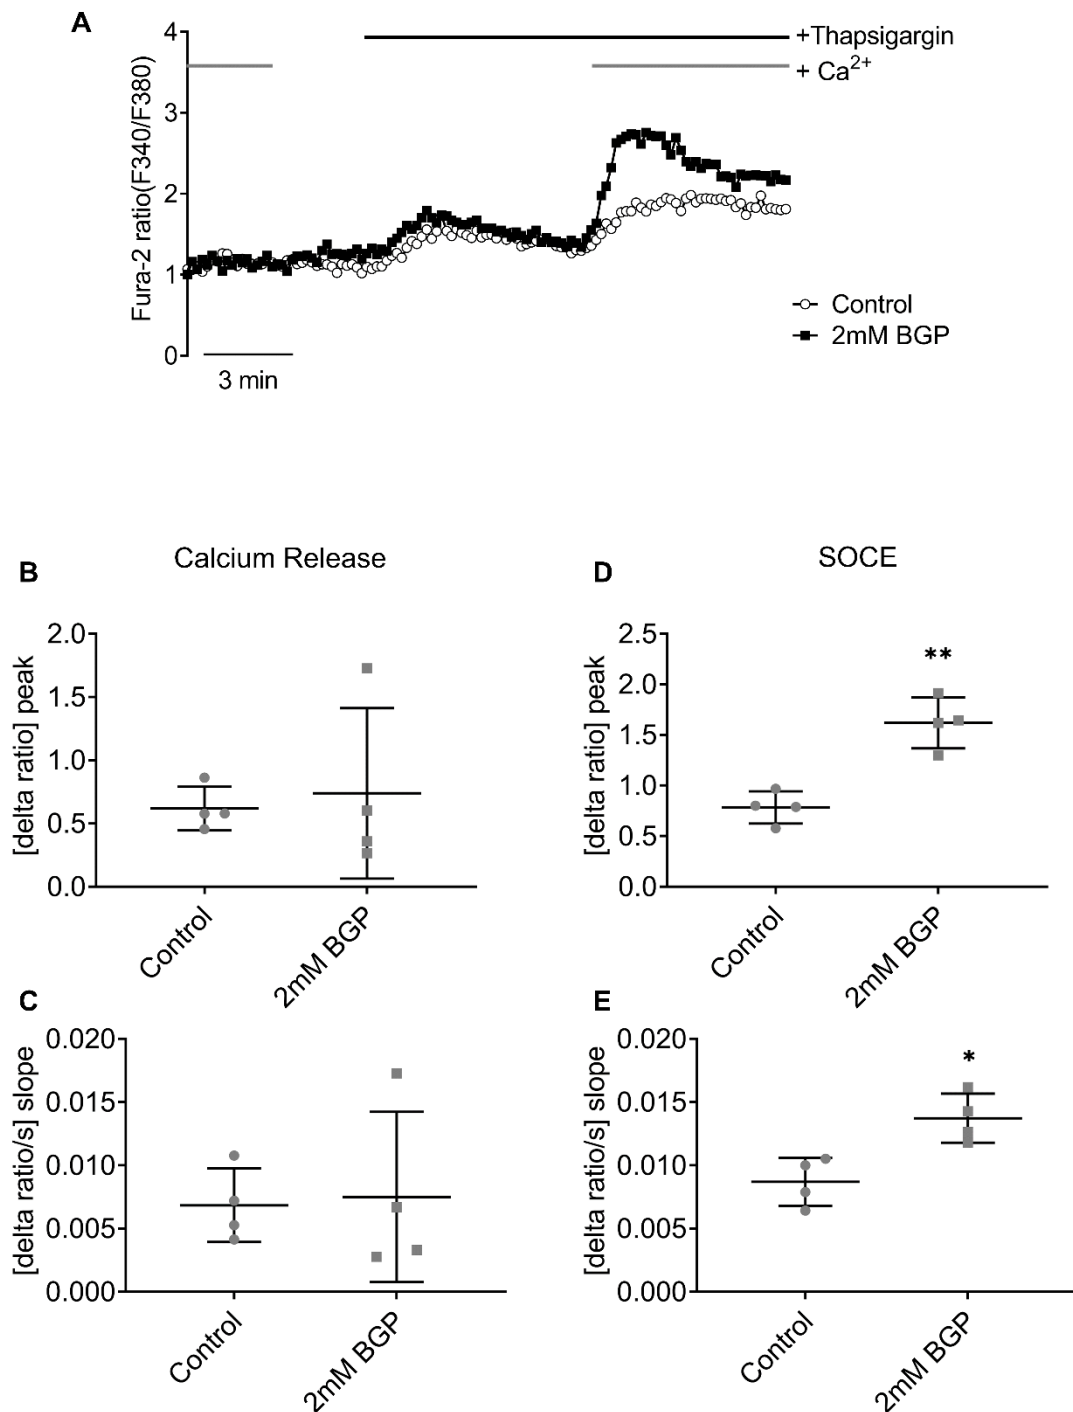 A
4
3
2
1
0
Fura-2 ratio(F340/F380)
+Thapsigargin
+ Ca²⁺
Control
2mM BGP
3 min
Calcium Release
B
2.0
1.5
1.0
0.5
0.0
[delta ratio] peak
Control
2mM BGP
SOCE
D
2.5
2.0
1.5
1.0
0.5
0.0
[delta ratio] peak
**
Control
2mM BGP
C
0.020
0.015
0.010
0.005
0.000
[delta ratio/s] slope
Control
2mM BGP
E
0.020
0.015
0.010
0.005
0.000
[delta ratio/s] slope
*
Control
2mM BGP